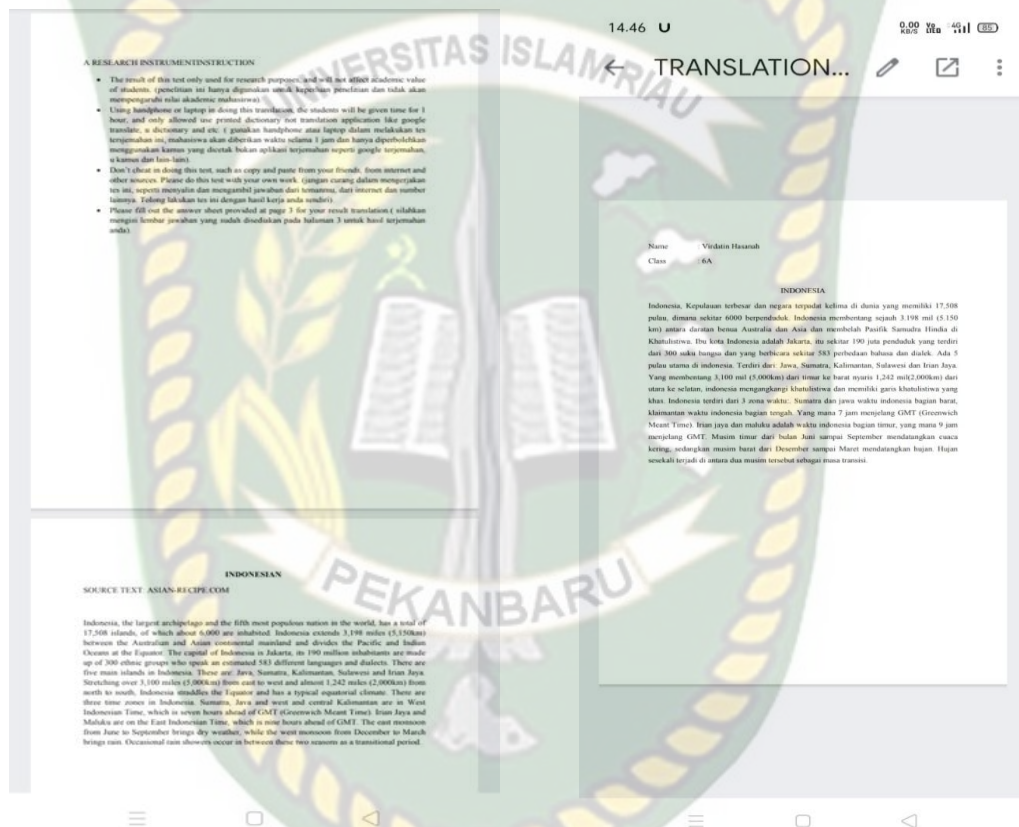 UNIVERSITAS ISLAM RIAU
PEKANBARU
A RESEARCH INSTRUMENTINSTRUCTION
• The result of this test only used for research purposes, and will not affect academic value
of students. (penelitian ini hanya digunakan untuk keperluan penelitian dan tidak akan
mempengaruhi nilai akademic mahasiswa).
• Using handphone or laptop in doing this translation, the students will be given time for 1
hour, and only allowed use printed dictionary not translation application like google
translate, u dictionary and etc. ( gunakan handphone atau laptop dalam melakukan tes
terjemahan ini, mahasiswa akan diberikan waktu selama 1 jam dan hanya diperbolehkan
menggunakan kamus yang dicetak bukan aplikasi terjemahan seperti google terjemahan,
u kamus dan lain-lain).
• Don't cheat in doing this test, such as copy and paste from your friends, from internet and
other sources. Please do this test with your own work. (jangan curang dalam mengerjakan
tes ini, seperti menyalin dan mengambil jawaban dari temanmu, dari internet dan sumber
lainnya. Tolong lakukan tes ini dengan hasil kerja anda sendiri).
• Please fill out the answer sheet provided at page 3 for your result translation.( silahkan
mengisi lembar jawaban yang sudah disediakan pada halaman 3 untuk hasil terjemahan
anda).
INDONESIAN
SOURCE TEXT: ASIAN-RECIPE.COM
Indonesia, the largest archipelago and the fifth most populous nation in the world, has a total of
17,508 islands, of which about 6,000 are inhabited. Indonesia extends 3,198 miles (5,150km)
between the Australian and Asian continental mainland and divides the Pacific and Indian
Oceans at the Equator. The capital of Indonesia is Jakarta, its 190 million inhabitants are made
up of 300 ethnic groups who speak an estimated 583 different languages and dialects. There are
five main islands in Indonesia. These are: Java, Sumatra, Kalimantan, Sulawesi and Irian Jaya.
Stretching over 3,100 miles (5,000km) from east to west and almost 1,242 miles (2,000km) from
north to south, Indonesia straddles the Equator and has a typical equatorial climate. There are
three time zones in Indonesia. Sumatra, Java and west and central Kalimantan are in West
Indonesian Time, which is seven hours ahead of GMT (Greenwich Meant Time). Irian Jaya and
Maluku are on the East Indonesian Time, which is nine hours ahead of GMT. The east monsoon
from June to September brings dry weather, while the west monsoon from December to March
brings rain. Occasional rain showers occur in between these two seasons as a transitional period.
14.46 U 0.00 KB/S Vo LTE 4G 85
TRANSLATION...
Name : Virdatin Hasanah
Class : 6A
INDONESIA
Indonesia, Kepulauan terbesar dan negara terpadat kelima di dunia yang memiliki 17,508
pulau, dimana sekitar 6000 berpenduduk. Indonesia membentang sejauh 3.198 mil (5.150
km) antara daratan benua Australia dan Asia dan membelah Pasifik Samudra Hindia di
Khatulistiwa. Ibu kota Indonesia adalah Jakarta, itu sekitar 190 juta penduduk yang terdiri
dari 300 suku bangsa dan yang berbicara sekitar 583 perbedaan bahasa dan dialek. Ada 5
pulau utama di indonesia. Terdiri dari: Jawa, Sumatra, Kalimantan, Sulawesi dan Irian Jaya.
Yang membentang 3,100 mil (5,000km) dari timur ke barat nyaris 1,242 mil(2,000km) dari
utara ke selatan, indonesia mengangkangi khatulistiwa dan memiliki garis khatulistiwa yang
khas. Indonesia terdiri dari 3 zona waktu:. Sumatra dan jawa waktu indonesia bagian barat,
klaimantan waktu indonesia bagian tengah. Yang mana 7 jam menjelang GMT (Greenwich
Meant Time). Irian jaya dan maluku adalah waktu indonesia bagian timur, yang mana 9 jam
menjelang GMT. Musim timur dari bulan Juni sampai September mendatangkan cuaca
kering, sedangkan musim barat dari Desember sampai Maret mendatangkan hujan. Hujan
sesekali terjadi di antara dua musim tersebut sebagai masa transisi.